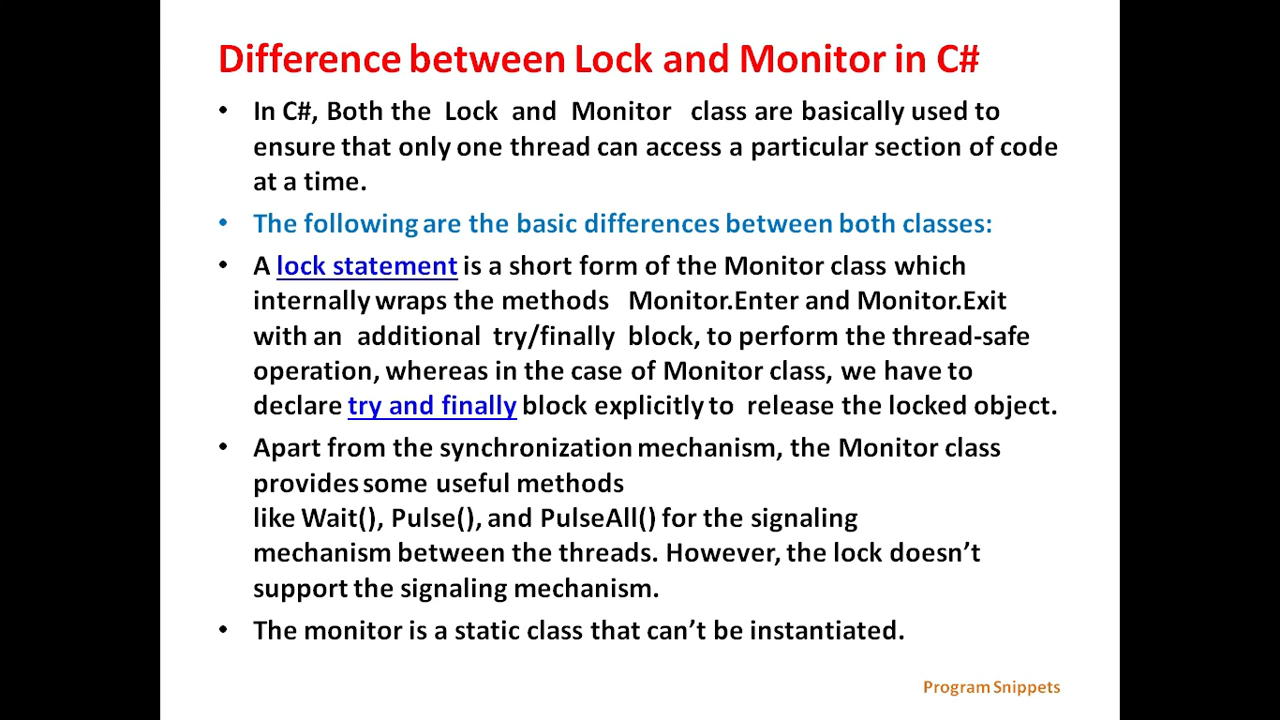 Difference between Lock and Monitor in C#
• In C#, Both the Lock and Monitor class are basically used to
ensure that only one thread can access a particular section of code
at a time.
• The following are the basic differences between both classes:
• A lock statement is a short form of the Monitor class which
internally wraps the methods Monitor.Enter and Monitor.Exit
with an additional try/finally block, to perform the thread-safe
operation, whereas in the case of Monitor class, we have to
declare try and finally block explicitly to release the locked object.
• Apart from the synchronization mechanism, the Monitor class
provides some useful methods
like Wait(), Pulse(), and PulseAll() for the signaling
mechanism between the threads. However, the lock doesn’t
support the signaling mechanism.
• The monitor is a static class that can’t be instantiated.
Program Snippets